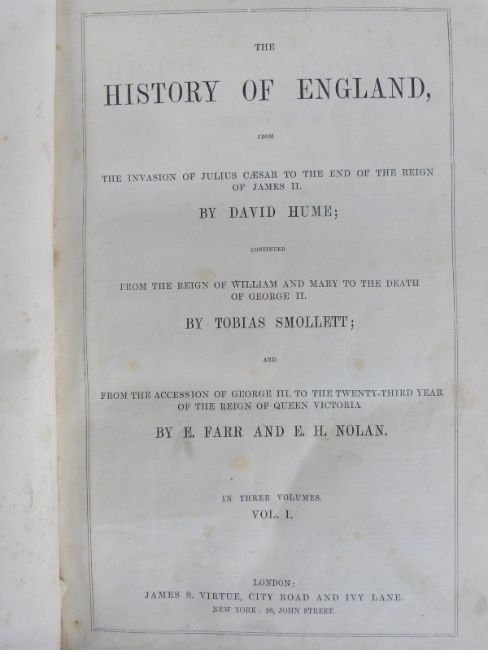 THE
HISTORY OF ENGLAND,
FROM
THE INVASION OF JULIUS CÆSAR TO THE END OF THE REIGN
OF JAMES II.
BY DAVID HUME;
CONTINUED
FROM THE REIGN OF WILLIAM AND MARY TO THE DEATH
OF GEORGE II.
BY TOBIAS SMOLLETT;
AND
FROM THE ACCESSION OF GEORGE III. TO THE TWENTY-THIRD YEAR
OF THE REIGN OF QUEEN VICTORIA
BY E. FARR AND E. H. NOLAN.
IN THREE VOLUMES.
VOL. I.
LONDON:
JAMES S. VIRTUE, CITY ROAD AND IVY LANE.
NEW YORK: 26, JOHN STREET.